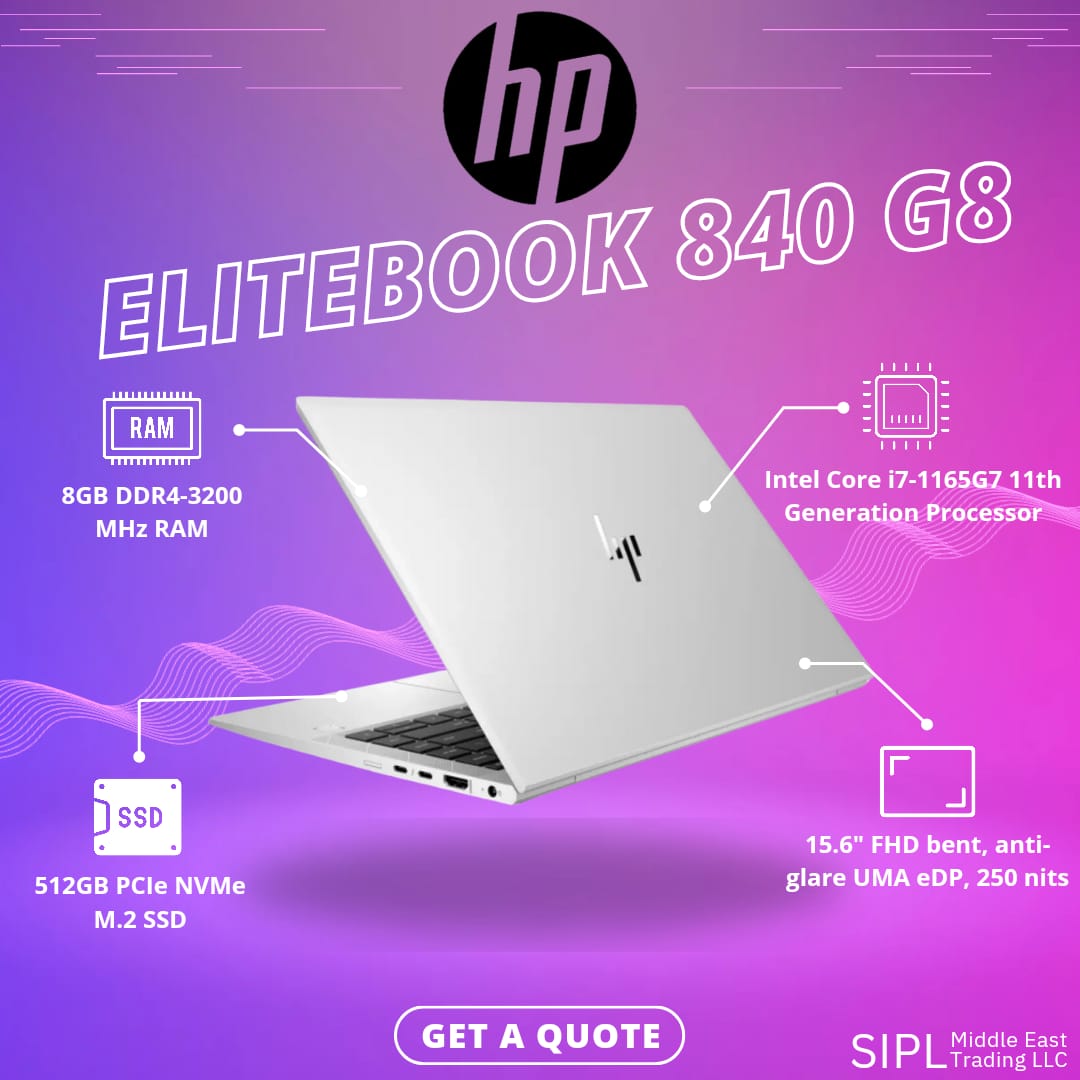 hp
ELITEBOOK 840 G8
RAM
8GB DDR4-3200
MHz RAM
Intel Core i7-1165G7 11th
Generation Processor
SSD
512GB PCIe NVMe
M.2 SSD
15.6" FHD bent, anti-
glare UMA eDP, 250 nits
GET A QUOTE
SIPL Middle East
Trading LLC